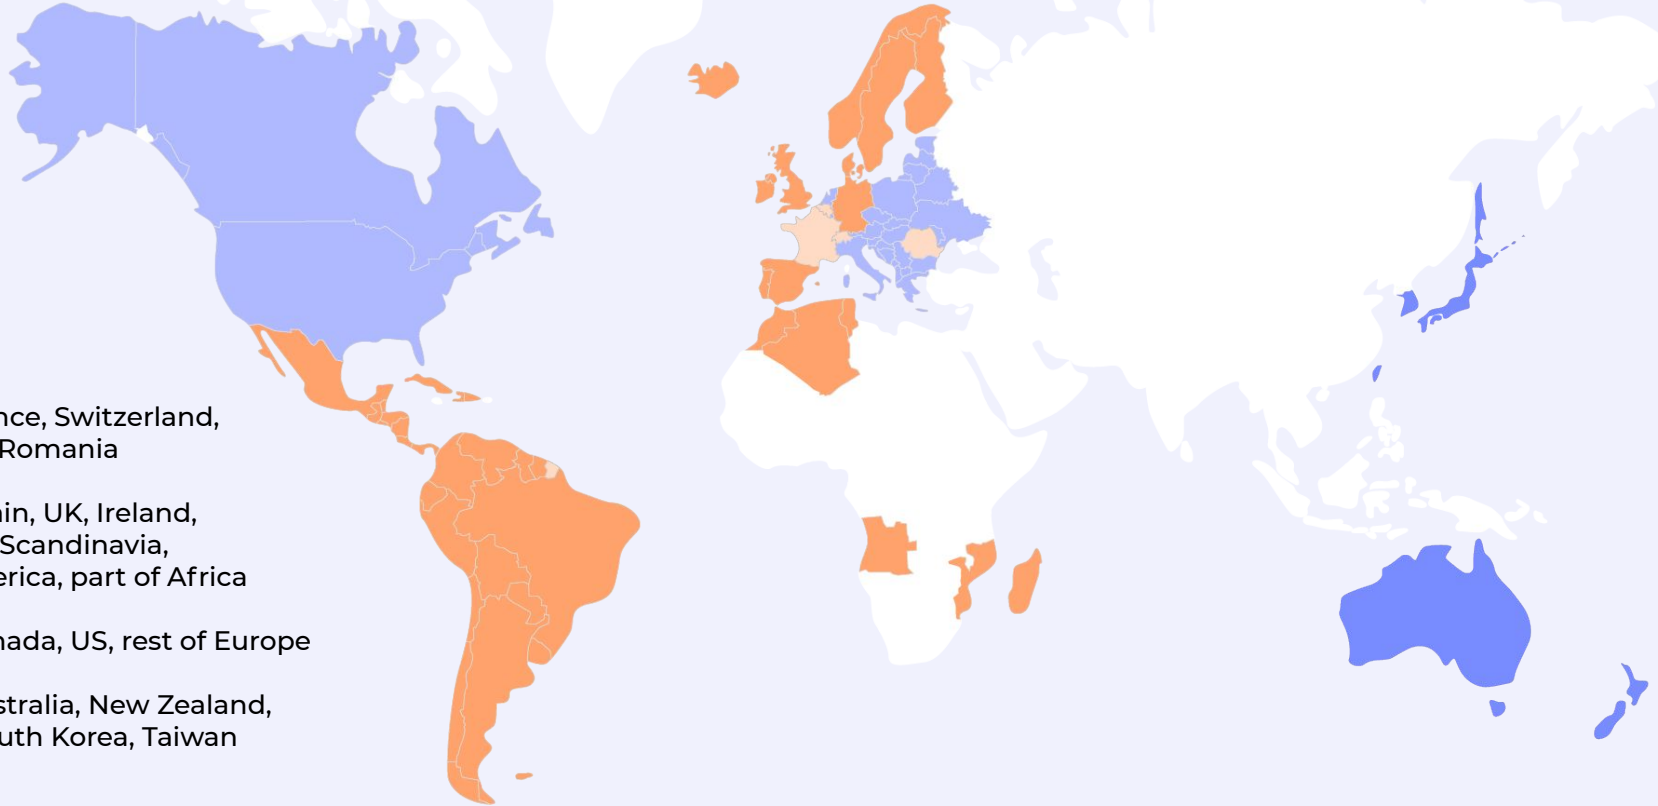 nce, Switzerland,
Romania
in, UK, Ireland,
Scandinavia,
erica, part of Africa
nada, US, rest of Europe
stralia, New Zealand,
uth Korea, Taiwan